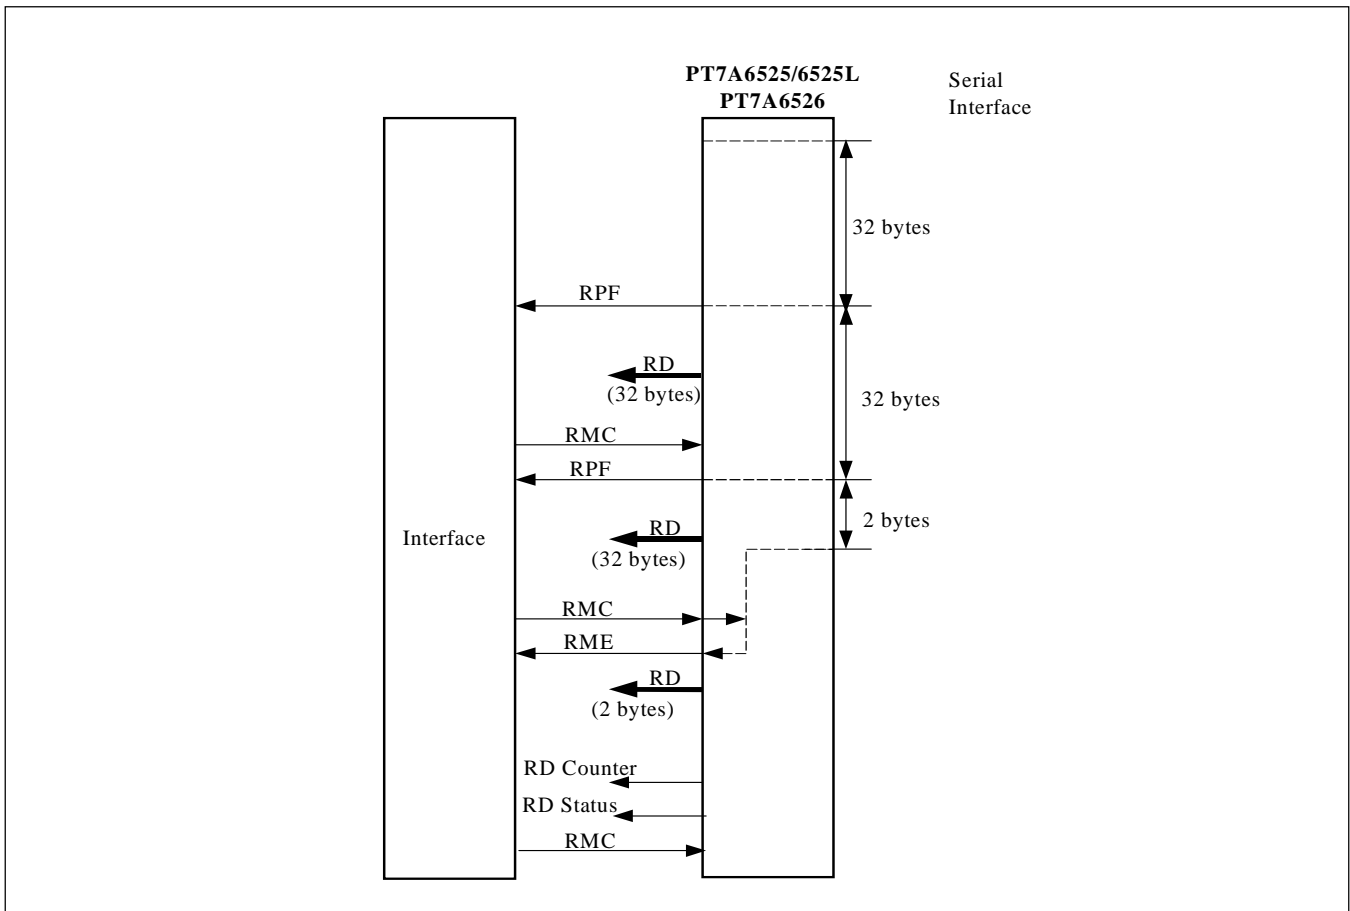 PT7A6525/6525L
PT7A6526
Serial
Interface
32 bytes
RPF
RD
(32 bytes)
32 bytes
RMC
RPF
2 bytes
Interface
RD
(32 bytes)
RMC
RME
RD
(2 bytes)
RD Counter
RD Status
RMC